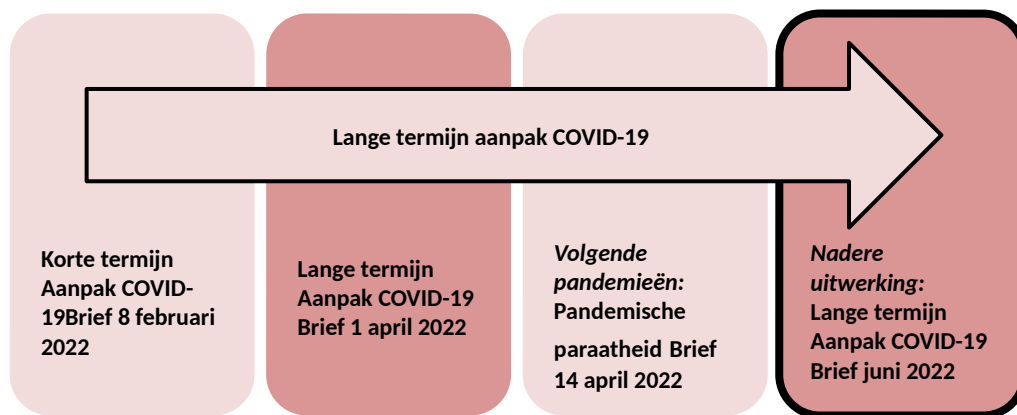 Lange termijn aanpak COVID-19
Korte termijn
Aanpak COVID-
19Brief 8 februari
2022
Lange termijn
Aanpak COVID-19
Brief 1 april 2022
Volgende
pandemieën:
Pandemische
paraatheid Brief
14 april 2022
Nadere
uitwerking:
Lange termijn
Aanpak COVID-19
Brief juni 2022